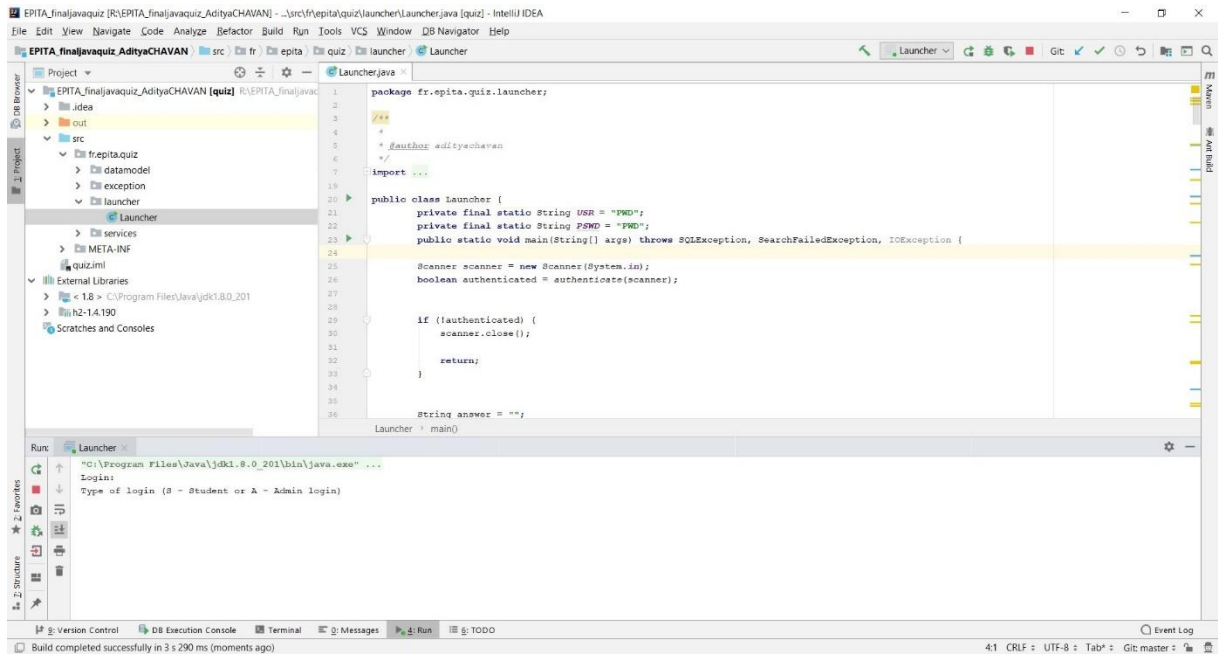 EPITA_finaljavaquiz [R:\EPITA_finaljavaquiz_AdityaCHAVAN] - ...\src\fr\epita\quiz\launcher\Launcher.java [quiz] - IntelliJ IDEA
File Edit View Navigate Code Analyze Refactor Build Run Tools VCS Window DB Navigator Help
EPITA_finaljavaquiz_AdityaCHAVAN src fr epita quiz launcher Launcher
Launcher Git:
Project
Launcher.java
DB Browser
1: Project
EPITA_finaljavaquiz_AdityaCHAVAN [quiz] R:\EPITA_finaljavac
.idea
out
src
fr.epita.quiz
datamodel
exception
launcher
Launcher
services
META-INF
quiz.iml
External Libraries
< 1.8 > C:\Program Files\Java\jdk1.8.0_201
h2-1.4.190
Scratches and Consoles
1 package fr.epita.quiz.launcher;
2
3 /**
4 *
5 * @author adityachavan
6 */
7 import ...
19
20 public class Launcher {
21 private final static String USR = "PWD";
22 private final static String PSWD = "PWD";
23 public static void main(String[] args) throws SQLException, SearchFailedException, IOException {
24
25 Scanner scanner = new Scanner(System.in);
26 boolean authenticated = authenticate(scanner);
27
28
29 if (!authenticated) {
30 scanner.close();
31
32 return;
33 }
34
35
36 String answer = "";
Launcher > main()
m Maven
Ant Build
Run: Launcher
"C:\Program Files\Java\jdk1.8.0_201\bin\java.exe" ...
Login:
Type of login (S - Student or A - Admin login)
2: Favorites
7: Structure
9: Version Control DB Execution Console Terminal 0: Messages 4: Run 6: TODO Event Log
Build completed successfully in 3 s 290 ms (moments ago) 4:1 CRLF UTF-8 Tab* Git: master